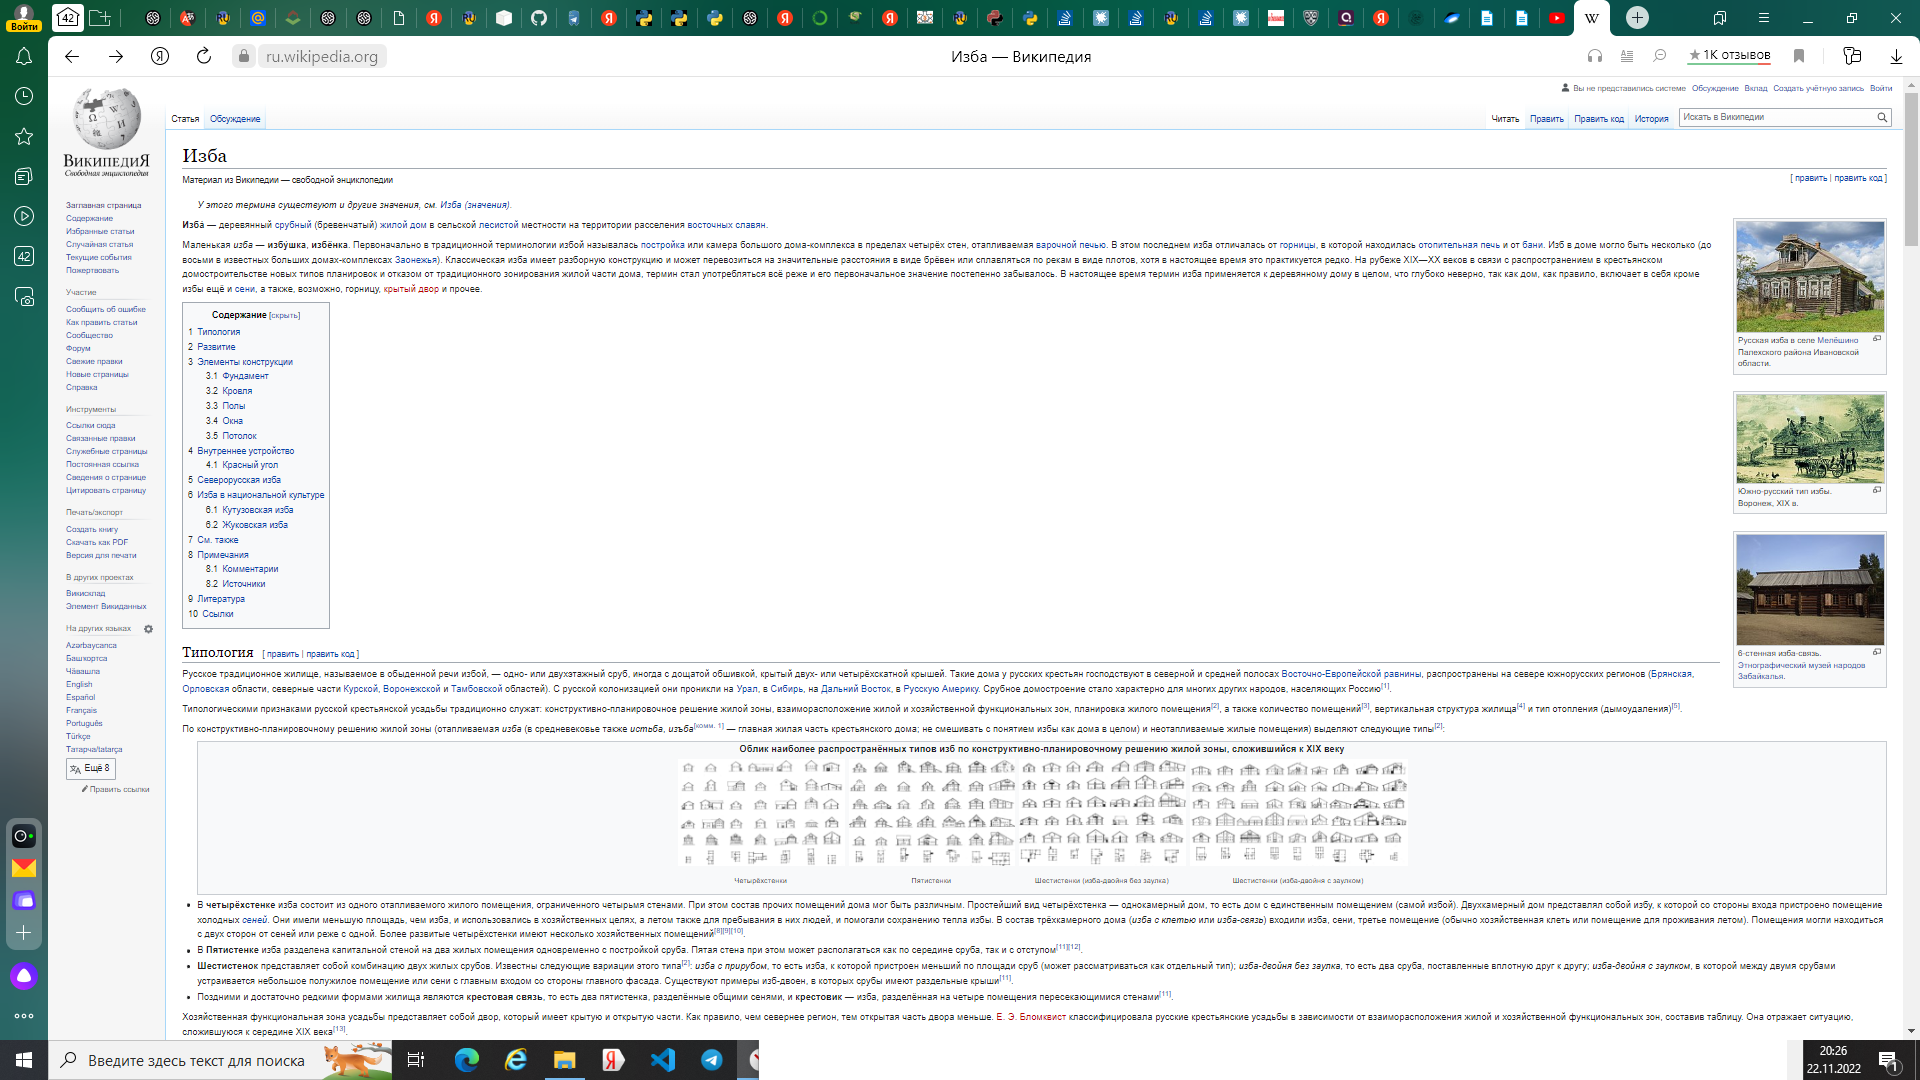 Войти
42
ru.wikipedia.org
Изба — Википедия
★ 1K отзывов
42
ВИКИПЕДИЯ
Свободная энциклопедия
Вы не представились системе Обсуждение Вклад Создать учётную запись Войти
Статья Обсуждение
Читать Править Править код История Искать в Википедии
Изба
Материал из Википедии — свободной энциклопедии
[ править | править код ]
У этого термина существуют и другие значения, см. Изба (значения).
Изба́ — деревянный срубный (бревенчатый) жилой дом в сельской лесистой местности на территории расселения восточных славян.
Маленькая изба — избу́шка, избёнка. Первоначально в традиционной терминологии избой называлась постройка или камера большого дома-комплекса в пределах четырёх стен, отапливаемая варочной печью. В этом последнем изба отличалась от горницы, в которой находилась отопительная печь и от бани. Изб в доме могло быть несколько (до
восьми в известных больших домах-комплексах Заонежья). Классическая изба имеет разборную конструкцию и может перевозиться на значительные расстояния в виде брёвен или сплавляться по рекам в виде плотов, хотя в настоящее время это практикуется редко. На рубеже XIX—XX веков в связи с распространением в крестьянском
домостроительстве новых типов планировок и отказом от традиционного зонирования жилой части дома, термин стал употребляться всё реже и его первоначальное значение постепенно забывалось. В настоящее время термин изба применяется к деревянному дому в целом, что глубоко неверно, так как дом, как правило, включает в себя кроме
избы ещё и сени, а также, возможно, горницу, крытый двор и прочее.
Содержание [скрыть]
1 Типология
2 Развитие
3 Элементы конструкции
3.1 Фундамент
3.2 Кровля
3.3 Полы
3.4 Окна
3.5 Потолок
4 Внутреннее устройство
4.1 Красный угол
5 Северорусская изба
6 Изба в национальной культуре
6.1 Кутузовская изба
6.2 Жуковская изба
7 См. также
8 Примечания
8.1 Комментарии
8.2 Источники
9 Литература
10 Ссылки
Русская изба в селе Мелёшино
Палехского района Ивановской
области.
Южно-русский тип избы.
Воронеж, XIX в.
6-стенная изба-связь.
Этнографический музей народов
Забайкалья.
Заглавная страница
Содержание
Избранные статьи
Случайная статья
Текущие события
Пожертвовать
Участие
Сообщить об ошибке
Как править статьи
Сообщество
Форум
Свежие правки
Новые страницы
Справка
Инструменты
Ссылки сюда
Связанные правки
Служебные страницы
Постоянная ссылка
Сведения о странице
Цитировать страницу
Печать/экспорт
Создать книгу
Скачать как PDF
Версия для печати
В других проектах
Викисклад
Элемент Викиданных
На других языках
Azərbaycanca
Башҡортса
Чӑвашла
English
Español
Français
Português
Türkçe
Татарча/tatarça
Ещё 8
Править ссылки
Типология [ править | править код ]
Русское традиционное жилище, называемое в обыденной речи избой, — одно- или двухэтажный сруб, иногда с дощатой обшивкой, крытый двух- или четырёхскатной крышей. Такие дома у русских крестьян господствуют в северной и средней полосах Восточно-Европейской равнины, распространены на севере южнорусских регионов (Брянская,
Орловская области, северные части Курской, Воронежской и Тамбовской областей). С русской колонизацией они проникли на Урал, в Сибирь, на Дальний Восток, в Русскую Америку. Срубное домостроение стало характерно для многих других народов, населяющих Россию[1].
Типологическими признаками русской крестьянской усадьбы традиционно служат: конструктивно-планировочное решение жилой зоны, взаиморасположение жилой и хозяйственной функциональных зон, планировка жилого помещения[2], а также количество помещений[3], вертикальная структура жилища[4] и тип отопления (дымоудаления)[5].
По конструктивно-планировочному решению жилой зоны (отапливаемая изба (в средневековье также истьба, изъба[комм. 1] — главная жилая часть крестьянского дома; не смешивать с понятием избы как дома в целом) и неотапливаемые жилые помещения) выделяют следующие типы[2]:
Облик наиболее распространённых типов изб по конструктивно-планировочному решению жилой зоны, сложившийся к XIX веку
Четырёхстенки Пятистенки Шестистенки (изба-двойня без заулка) Шестистенки (изба-двойня с заулком)
• В четырёхстенке изба состоит из одного отапливаемого жилого помещения, ограниченного четырьмя стенами. При этом состав прочих помещений дома мог быть различным. Простейший вид четырёхстенка — однокамерный дом, то есть дом с единственным помещением (самой избой). Двухкамерный дом представлял собой избу, к которой со стороны входа пристроено помещение
холодных сеней. Они имели меньшую площадь, чем изба, и использовались в хозяйственных целях, а летом также для пребывания в них людей, и помогали сохранению тепла избы. В состав трёхкамерного дома (изба с клетью или изба-связь) входили изба, сени, третье помещение (обычно хозяйственная клеть или помещение для проживания летом). Помещения могли находиться
с двух сторон от сеней или реже с одной. Более развитые четырёхстенки имеют несколько хозяйственных помещений[8][9][10].
• В Пятистенке изба разделена капитальной стеной на два жилых помещения одновременно с постройкой сруба. Пятая стена при этом может располагаться как по середине сруба, так и с отступом[11][12].
• Шестистенок представляет собой комбинацию двух жилых срубов. Известны следующие вариации этого типа[2]: изба с прирубом, то есть изба, к которой пристроен меньший по площади сруб (может рассматриваться как отдельный тип); изба-двойня без заулка, то есть два сруба, поставленные вплотную друг к другу; изба-двойня с заулком, в которой между двумя срубами
устраивается небольшое полужилое помещение или сени с главным входом со стороны главного фасада. Существуют примеры изб-двоен, в которых срубы имеют раздельные крыши[11].
• Поздними и достаточно редкими формами жилища являются крестовая связь, то есть два пятистенка, разделённые общими сенями, и крестовик — изба, разделённая на четыре помещения пересекающимися стенами[11].
Хозяйственная функциональная зона усадьбы представляет собой двор, который имеет крытую и открытую части. Как правило, чем севернее регион, тем открытая часть двора меньше. Е. Э. Бломквист классифицировала русские крестьянские усадьбы в зависимости от взаиморасположения жилой и хозяйственной функциональных зон, составив таблицу. Она отражает ситуацию,
сложившуюся к середине XIX века[13].
Введите здесь текст для поиска
20:26
22.11.2022
1